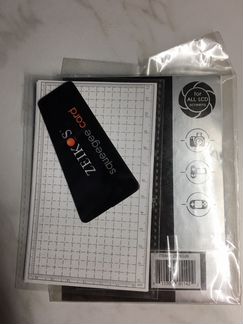 for
ALL LCD
screens
ZEIKOS
squeegee card